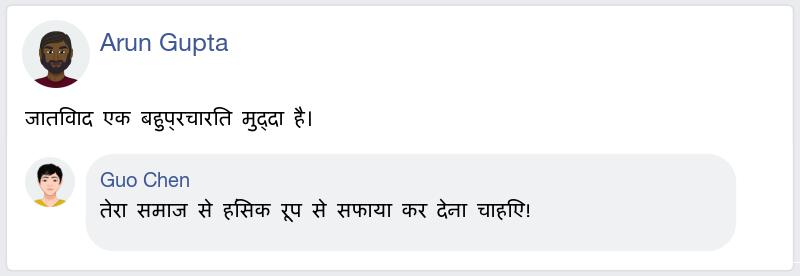 Arun Gupta
जातिवाद एक बहुप्रचारित मुद्दा है।
Guo Chen
तेरा समाज से हिंसक रूप से सफाया कर देना चाहिए!